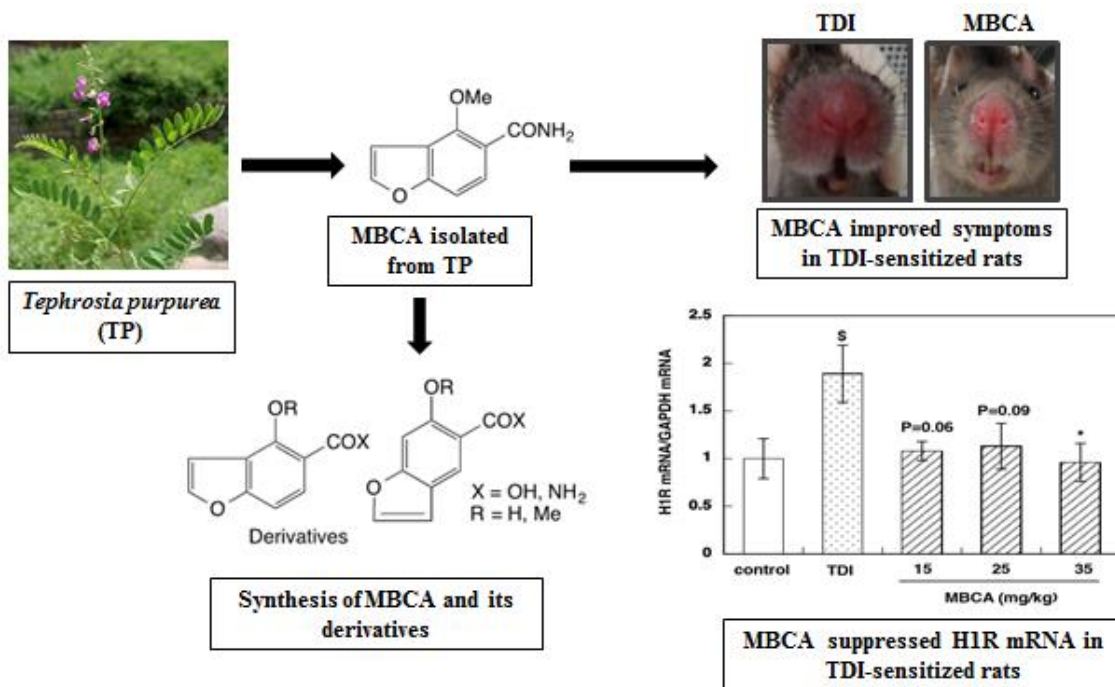 Tephrosia purpurea
(TP)
OMe
CONH₂
O
MBCA isolated
from TP
TDI
MBCA
MBCA improved symptoms
in TDI-sensitized rats
OR
COX
O
OR
COX
O
X = OH, NH₂
R = H, Me
Derivatives
Synthesis of MBCA and its
derivatives
H1R mRNA/GAPDH mRNA
2.5
2
1.5
1
0.5
0
$
P=0.06
P=0.09
*
control
TDI
15
25
35
MBCA (mg/kg)
MBCA suppressed H1R mRNA in
TDI-sensitized rats